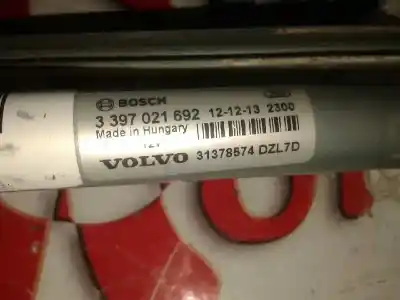 BOSCH
3 397 021 692 12-12-13 2300
Made in Hungary
VOLVO 31378574 DZL7D